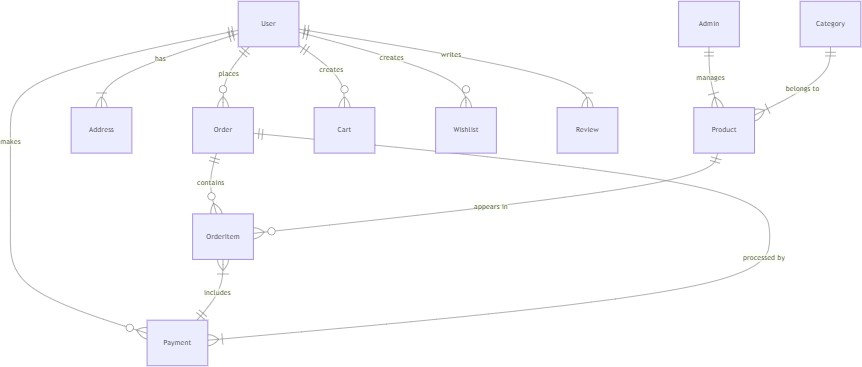 User
Admin
Category
has
places
creates
creates
writes
manages
belongs to
Address
Order
Cart
Wishlist
Review
Product
makes
contains
appears in
OrderItem
processed by
includes
Payment